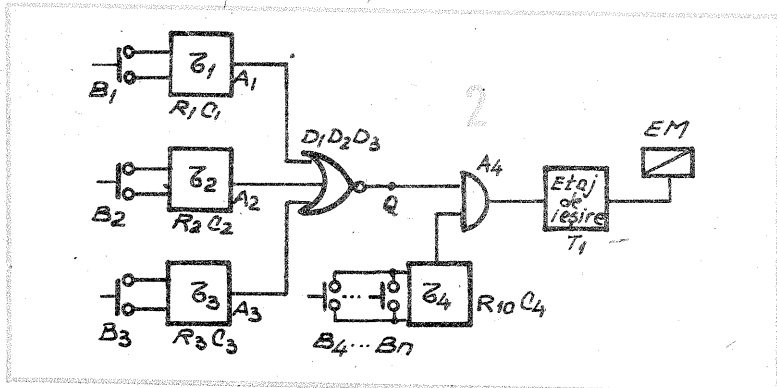 B1
τ1
A1
R1C1
B2
τ2
A2
R2C2
B3
τ3
A3
R3C3
D1D2D3
Q
2
A4
B4...Bn
τ4
R10C4
Etaj
de
ieșire
T1
EM